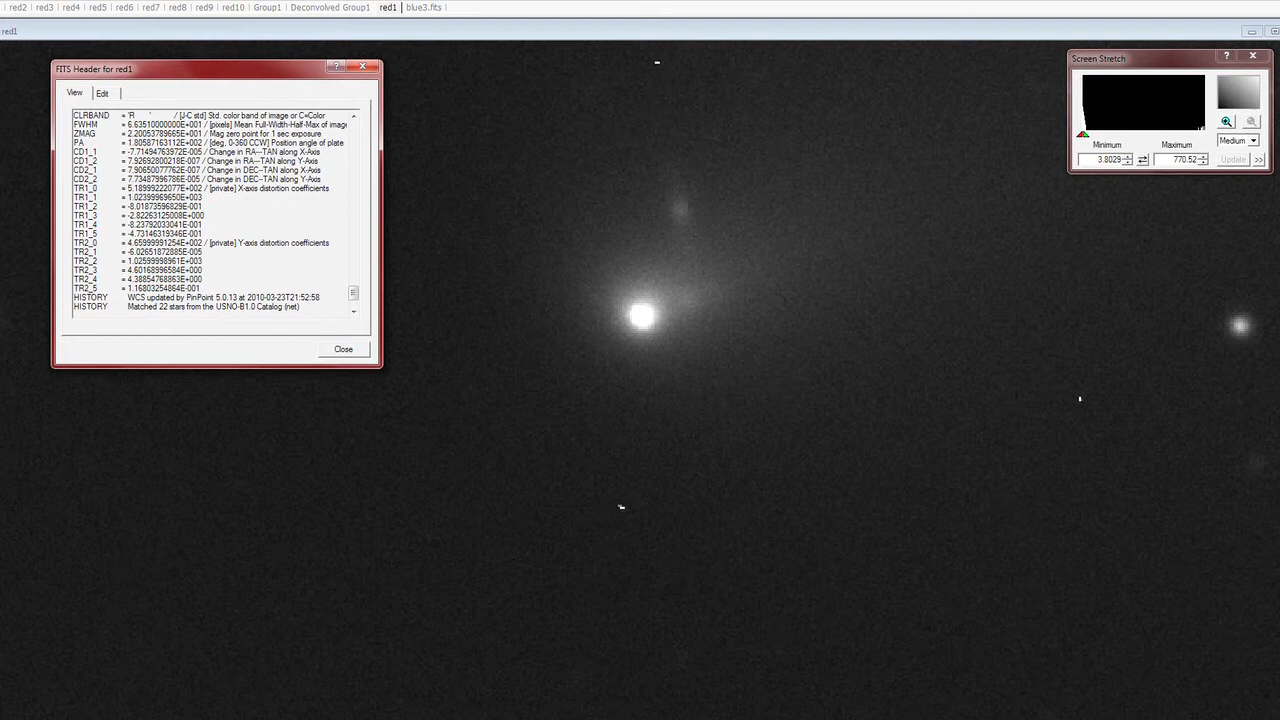 red2 | red3 | red4 | red5 | red6 | red7 | red8 | red9 | red10 | Group1 | Deconvolved Group1 | red1 | blue3.fits
red1
FITS Header for red1
View Edit
CLRBAND = 'R ' / [J-C std] Std. color band of image or C=Color
FWHM = 6.63510000000E+001 / [pixels] Mean Full-Width-Half-Max of image
ZMAG = 2.20053789665E+001 / Mag zero point for 1 sec exposure
PA = 1.80587163112E+002 / [deg, 0-360 CCW] Position angle of plate
CD1_1 = -7.71494763972E-005 / Change in RA---TAN along X-Axis
CD1_2 = 7.92692800218E-007 / Change in RA---TAN along Y-Axis
CD2_1 = 7.90650077762E-007 / Change in DEC--TAN along X-Axis
CD2_2 = 7.73487996786E-005 / Change in DEC--TAN along Y-Axis
TR1_0 = 5.18999222077E+002 / [private] X-axis distortion coefficients
TR1_1 = 1.02399969650E+003
TR1_2 = -8.01873596829E-001
TR1_3 = -2.82263125008E+000
TR1_4 = -8.23792033041E-001
TR1_5 = -4.73146319346E-001
TR2_0 = 4.65999991254E+002 / [private] Y-axis distortion coefficients
TR2_1 = -6.02651872885E-005
TR2_2 = 1.02599998961E+003
TR2_3 = 4.60168996584E+000
TR2_4 = 4.38854768863E+000
TR2_5 = 1.16803254864E-001
HISTORY WCS updated by PinPoint 5.0.13 at 2010-03-23T21:52:58
HISTORY Matched 22 stars from the USNO-B1.0 Catalog (net)
Close
Screen Stretch
Medium
Minimum Maximum
3.8029 770.52 Update >>